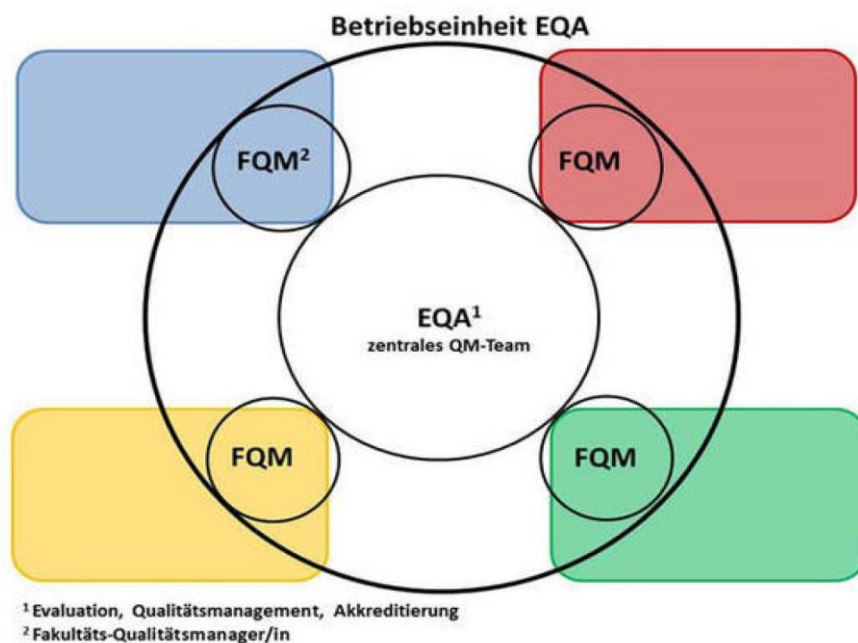 Betriebseinheit EQA
FQM²
FQM
EQA¹
zentrales QM-Team
FQM
FQM
¹ Evaluation, Qualitätsmanagement, Akkreditierung
² Fakultäts-Qualitätsmanager/in